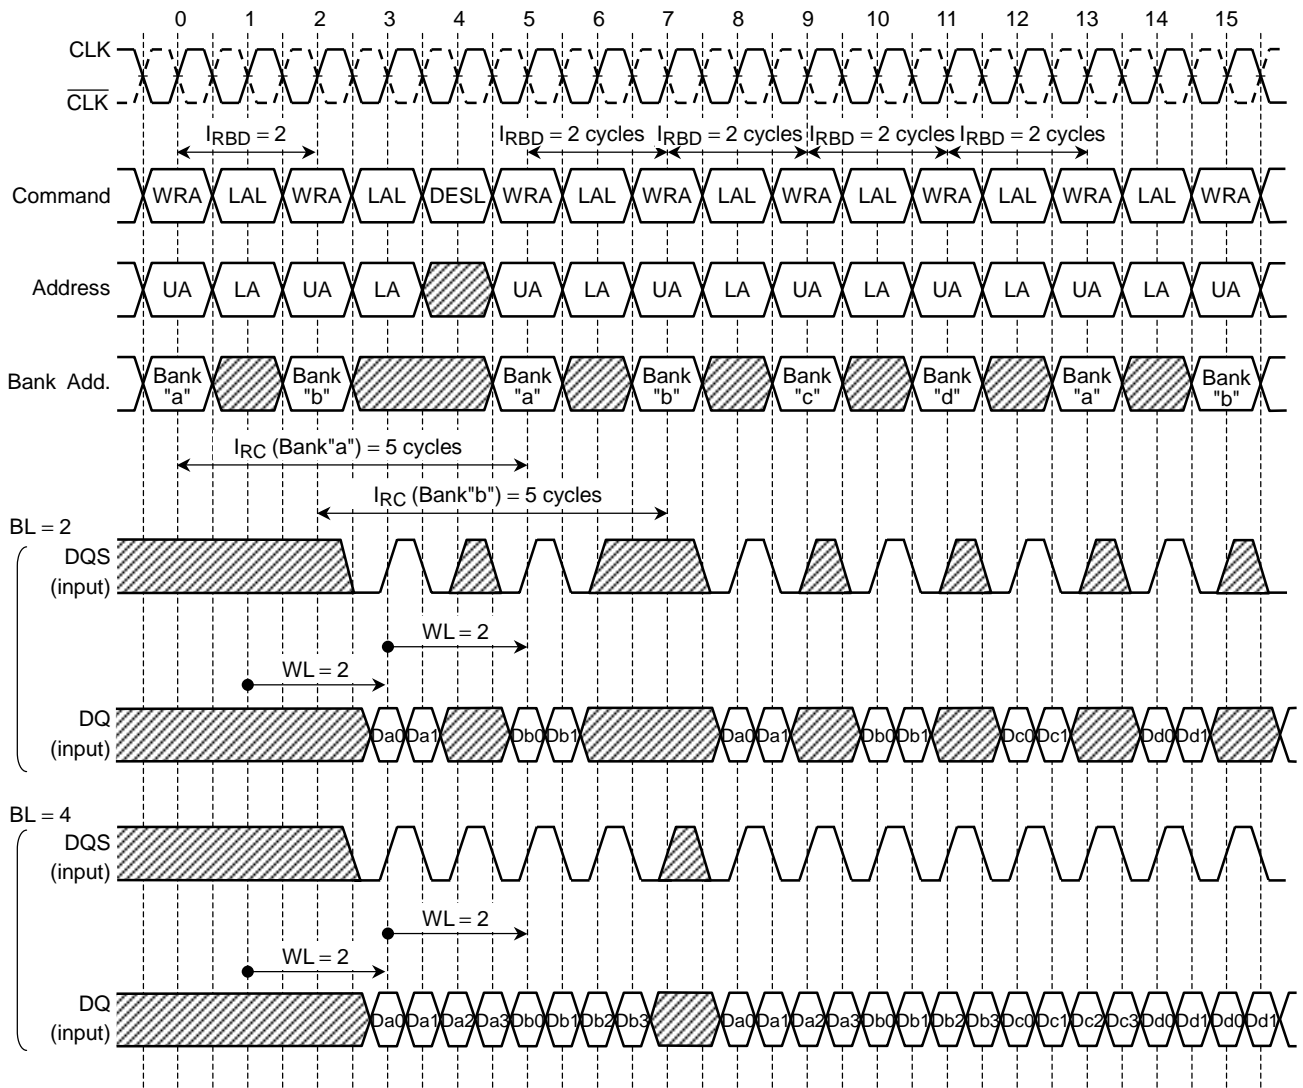 0 1 2 3 4 5 6 7 8 9 10 11 12 13 14 15
CLK
CLK
IRBD = 2 IRBD = 2 cycles IRBD = 2 cycles IRBD = 2 cycles IRBD = 2 cycles
Command WRA LAL WRA LAL DESL WRA LAL WRA LAL WRA LAL WRA LAL WRA LAL WRA
Address UA LA UA LA UA LA UA LA UA LA UA LA UA LA UA
Bank Add. Bank "a" Bank "b" Bank "a" Bank "b" Bank "c" Bank "d" Bank "a" Bank "b"
IRC (Bank"a") = 5 cycles
IRC (Bank"b") = 5 cycles
BL = 2
DQS
(input)
WL = 2
WL = 2
DQ
(input)
Da0 Da1 Db0 Db1 Da0 Da1 Db0 Db1 Dc0 Dc1 Dd0 Dd1
BL = 4
DQS
(input)
WL = 2
WL = 2
DQ
(input)
Da0 Da1 Da2 Da3 Db0 Db1 Db2 Db3 Da0 Da1 Da2 Da3 Db0 Db1 Db2 Db3 Dc0 Dc1 Dc2 Dc3 Dd0 Dd1 Dd0 Dd1